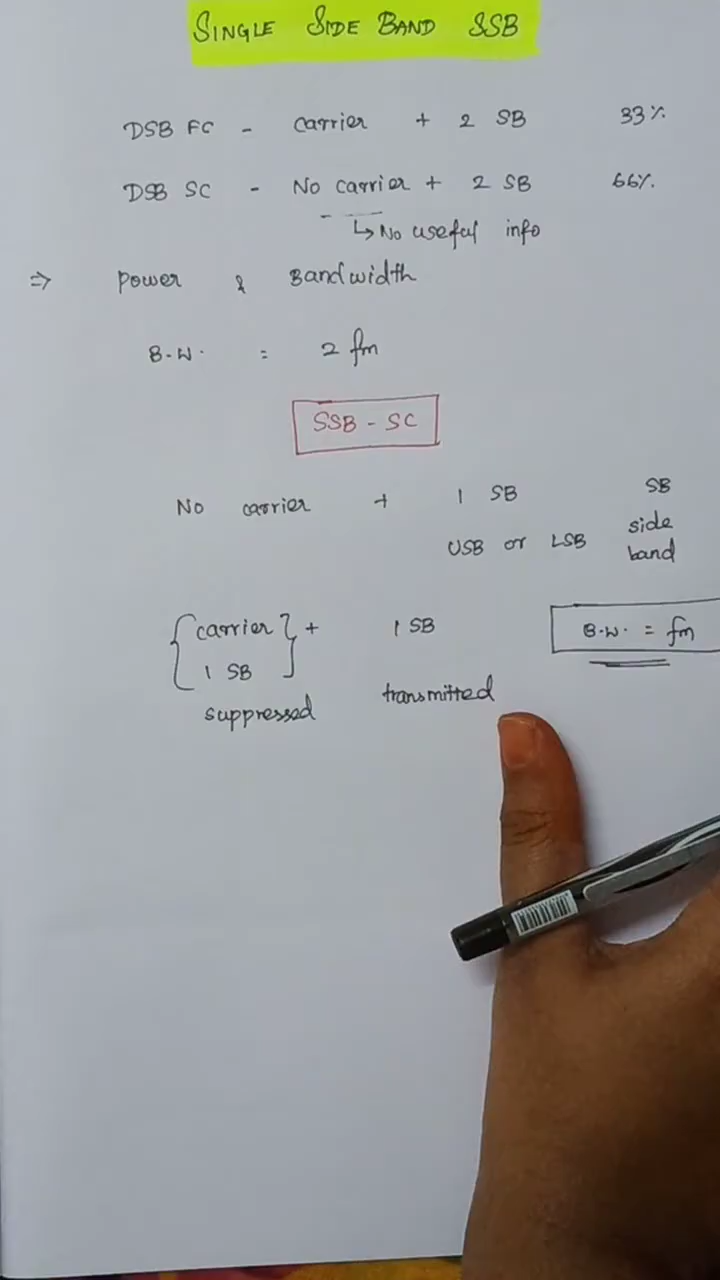 SINGLE SIDE BAND SSB
DSB FC - carrier + 2 SB 33%
DSB SC - No carrier + 2 SB 66%.
↳ No useful info
⇒ power & Bandwidth
B.W. = 2 fm
SSB - SC
No carrier + 1 SB SB
USB or LSB side band
{ carrier } + 1 SB B.W. = fm
1 SB
suppressed transmitted